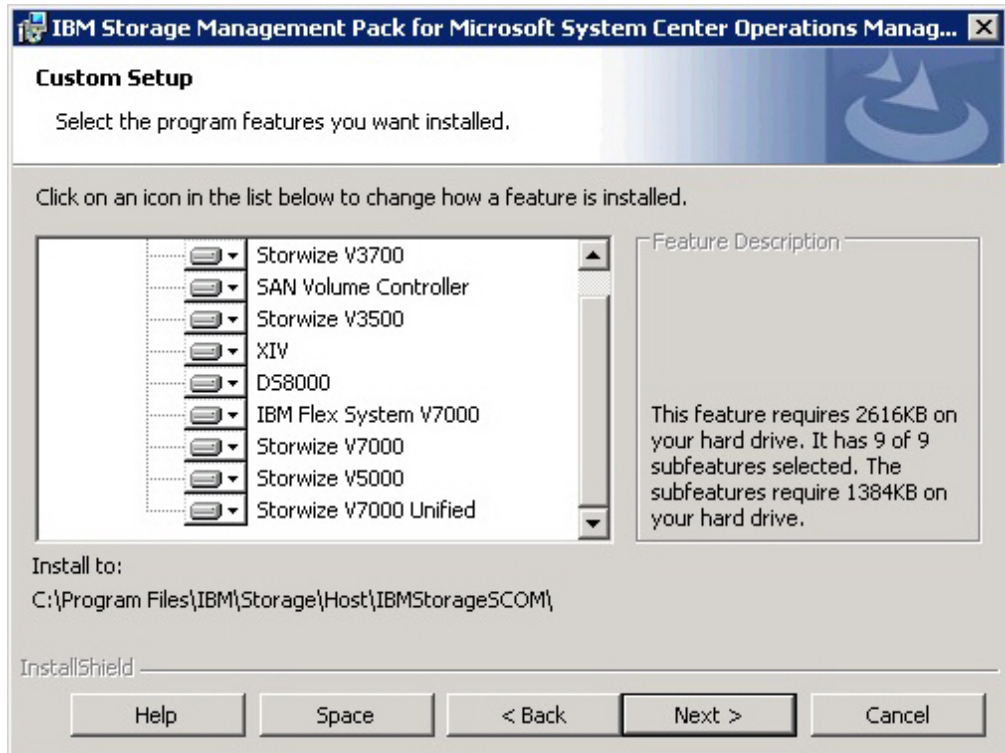 IBM Storage Management Pack for Microsoft System Center Operations Manag...
Custom Setup
Select the program features you want installed.
Click on an icon in the list below to change how a feature is installed.
Storwize V3700
SAN Volume Controller
Storwize V3500
XIV
DS8000
IBM Flex System V7000
Storwize V7000
Storwize V5000
Storwize V7000 Unified
Feature Description
This feature requires 2616KB on
your hard drive. It has 9 of 9
subfeatures selected. The
subfeatures require 1384KB on
your hard drive.
Install to:
C:\Program Files\IBM\Storage\Host\IBMStorageSCOM\
InstallShield
Help
Space
< Back
Next >
Cancel